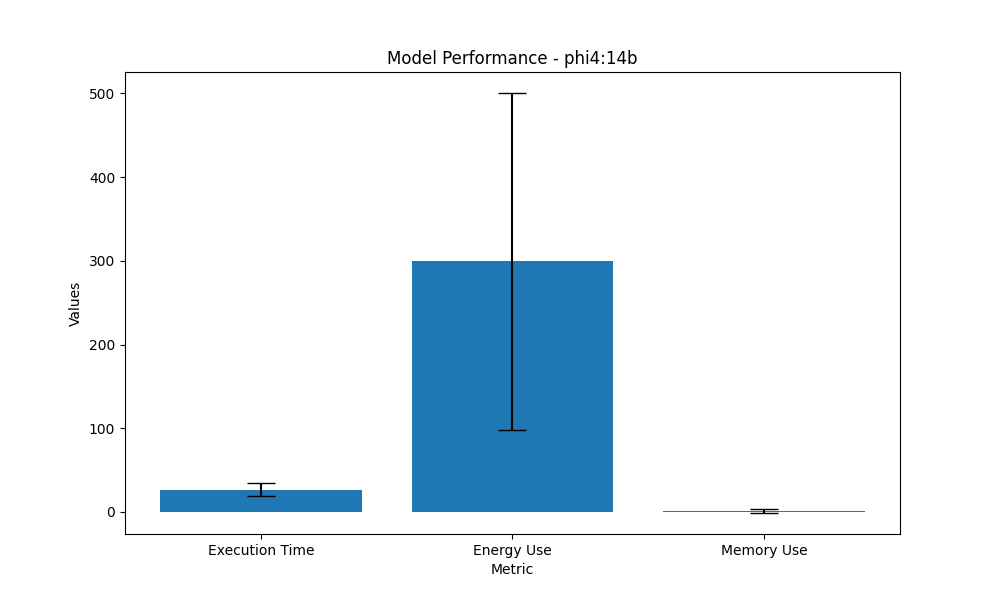 Model Performance - phi4:14b
500
400
300
200
100
0
Values
Execution Time
Energy Use
Memory Use
Metric